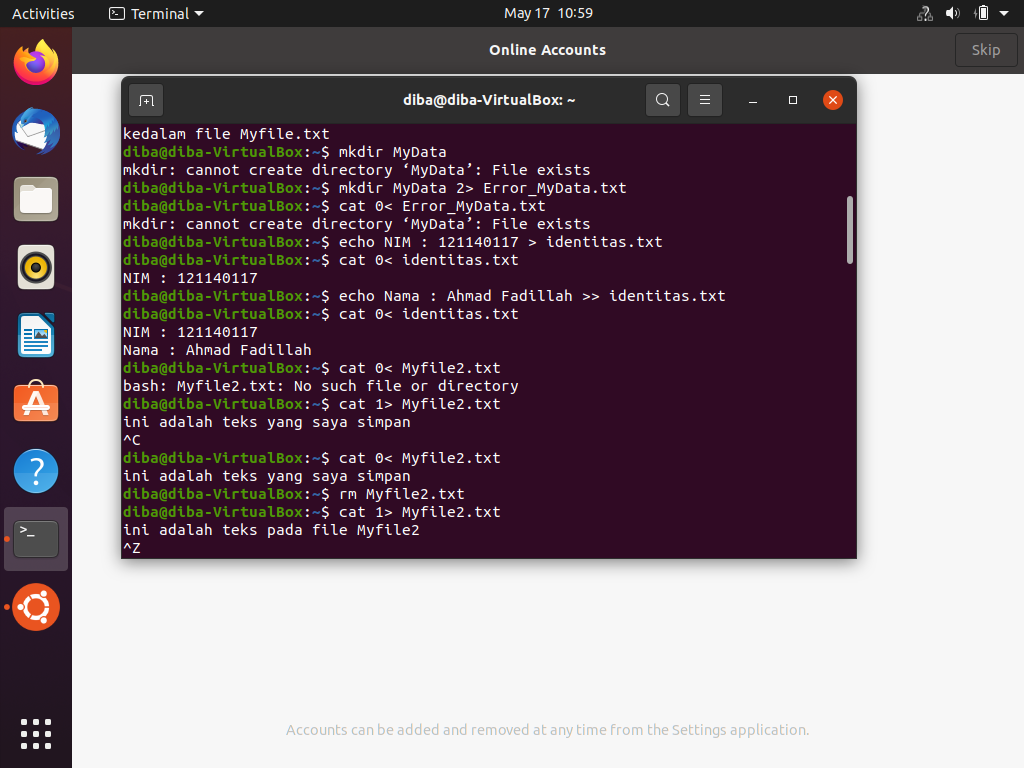 Activities Terminal May 17 10:59
Online Accounts Skip
diba@diba-VirtualBox: ~
kedalam file Myfile.txt
diba@diba-VirtualBox:~$ mkdir MyData
mkdir: cannot create directory ‘MyData’: File exists
diba@diba-VirtualBox:~$ mkdir MyData 2> Error_MyData.txt
diba@diba-VirtualBox:~$ cat 0< Error_MyData.txt
mkdir: cannot create directory ‘MyData’: File exists
diba@diba-VirtualBox:~$ echo NIM : 121140117 > identitas.txt
diba@diba-VirtualBox:~$ cat 0< identitas.txt
NIM : 121140117
diba@diba-VirtualBox:~$ echo Nama : Ahmad Fadillah >> identitas.txt
diba@diba-VirtualBox:~$ cat 0< identitas.txt
NIM : 121140117
Nama : Ahmad Fadillah
diba@diba-VirtualBox:~$ cat 0< Myfile2.txt
bash: Myfile2.txt: No such file or directory
diba@diba-VirtualBox:~$ cat 1> Myfile2.txt
ini adalah teks yang saya simpan
^C
diba@diba-VirtualBox:~$ cat 0< Myfile2.txt
ini adalah teks yang saya simpan
diba@diba-VirtualBox:~$ rm Myfile2.txt
diba@diba-VirtualBox:~$ cat 1> Myfile2.txt
ini adalah teks pada file Myfile2
^Z
Accounts can be added and removed at any time from the Settings application.